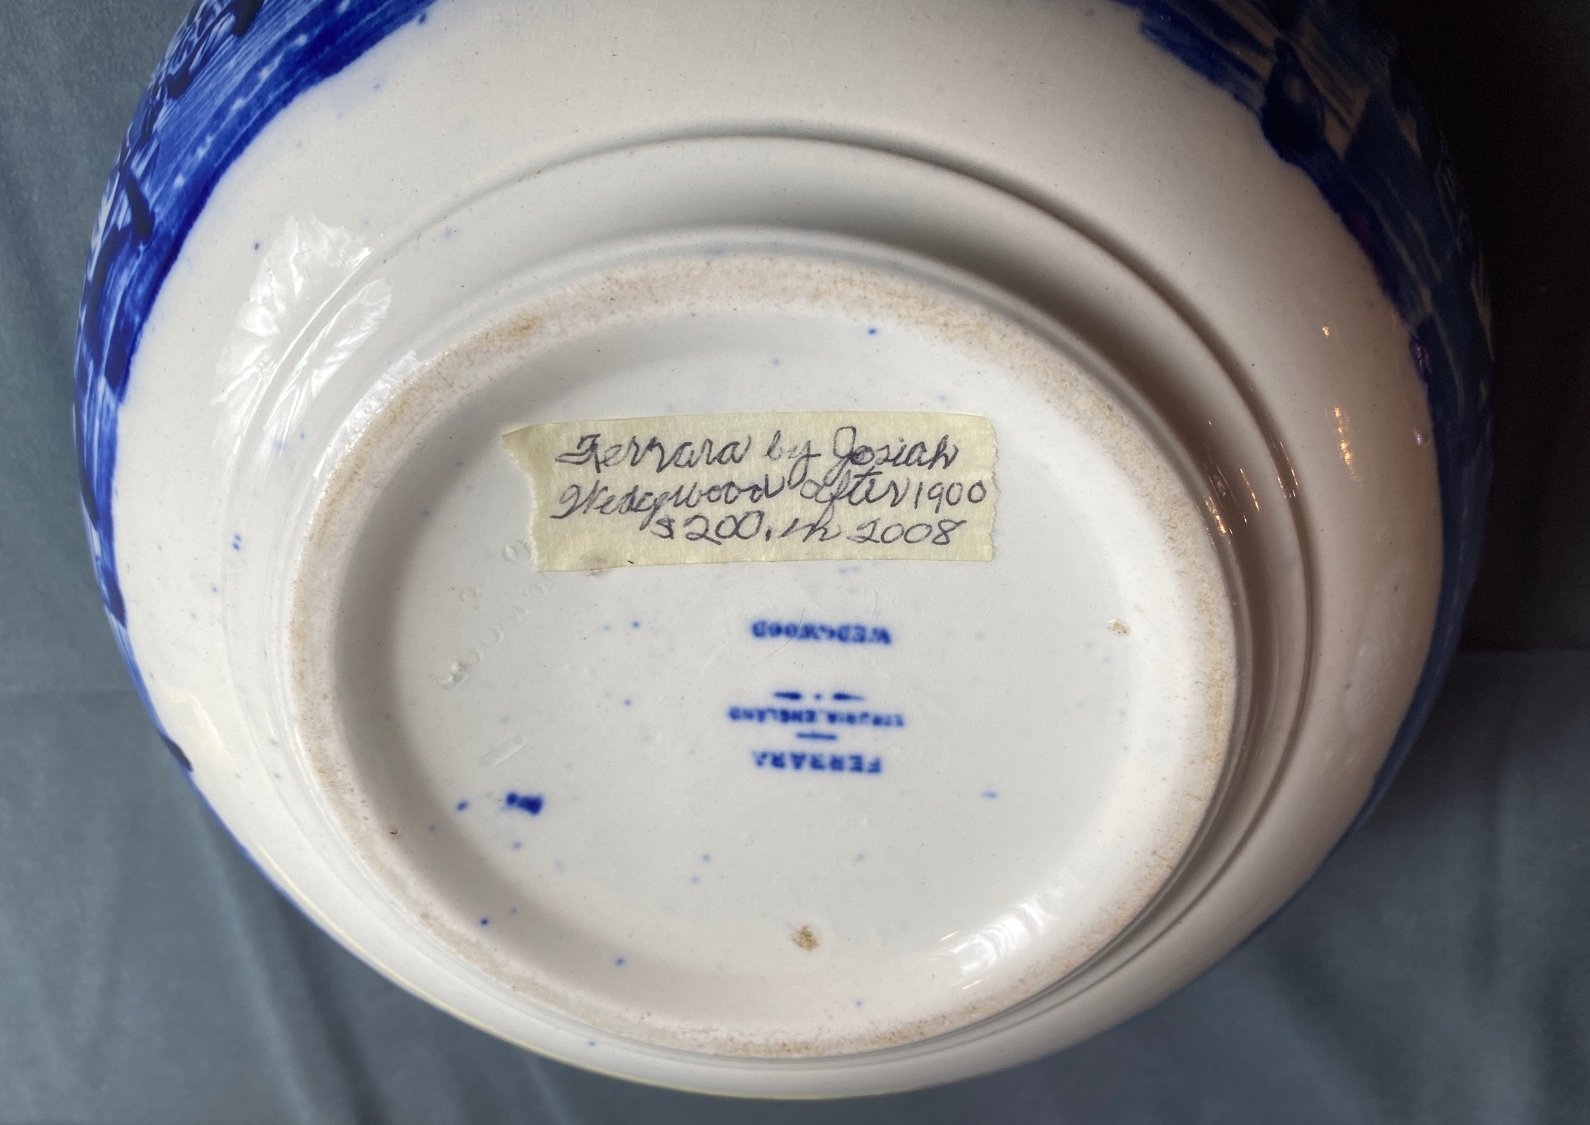 Ferrara by Josiah
Wedgwood after 1900
$200. in 2008
FERRARA
ETRURIA, ENGLAND
WEDGWOOD